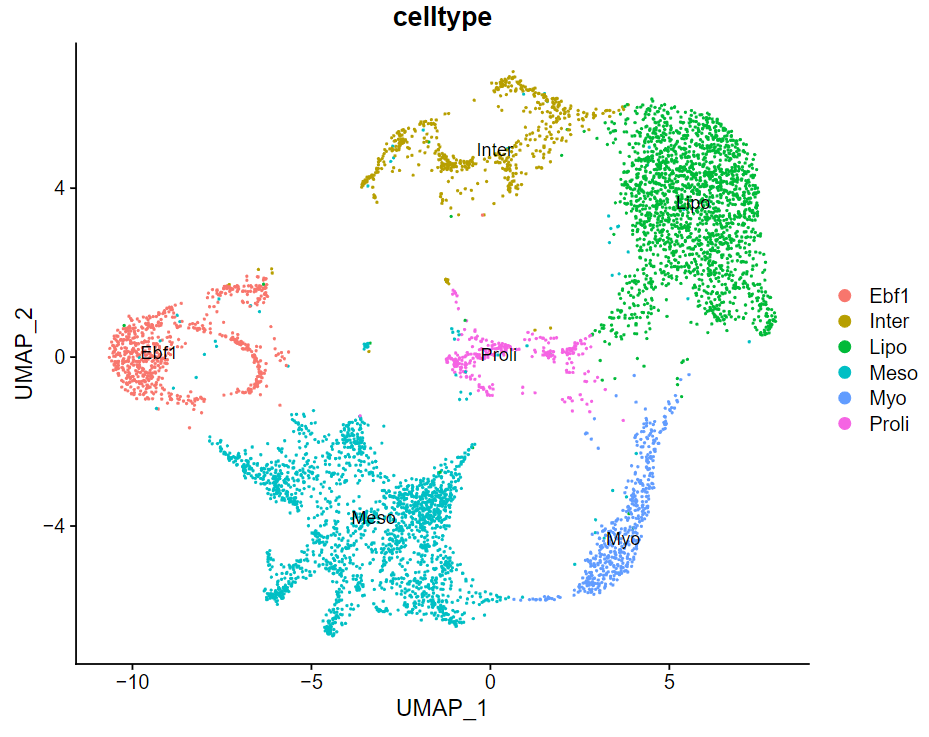 celltype
Inter
Lipo
4
Ebf1
Proli
0
Meso
Myo
−4
UMAP_2
−10
−5
0
5
UMAP_1
Ebf1
Inter
Lipo
Meso
Myo
Proli